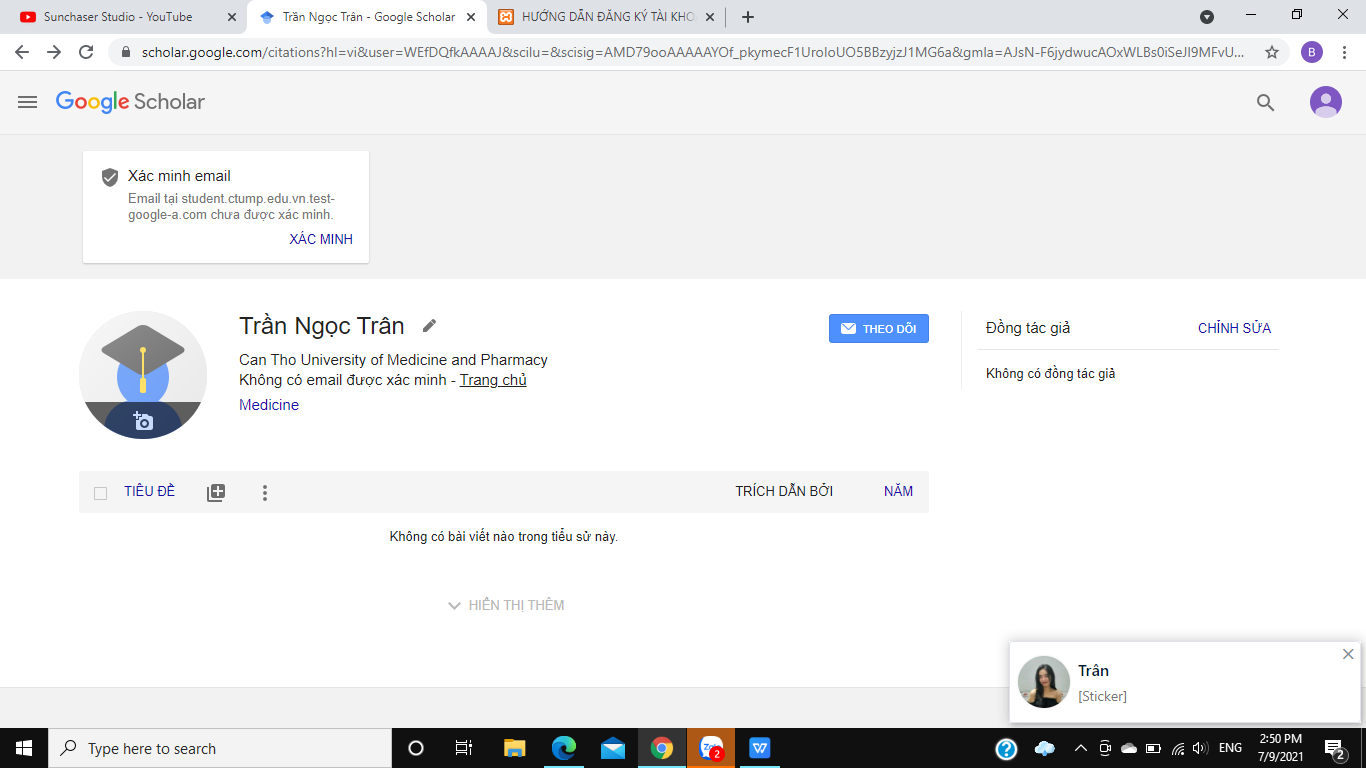 Sunchaser Studio - YouTube
Trần Ngọc Trân - Google Scholar
HƯỚNG DẪN ĐĂNG KÝ TÀI KHO
scholar.google.com/citations?hl=vi&user=WEfDQfkAAAAJ&scilu=&scisig=AMD79ooAAAAAYOf_pkymecF1UroIoUO5BBzyjzJ1MG6a&gmla=AJsN-F6jydwucAOxWLBs0iSeJI9MFvU...
B
Google Scholar
Xác minh email
Email tại student.ctump.edu.vn.test-
google-a.com chưa được xác minh.
XÁC MINH
Trần Ngọc Trân
THEO DÕI
Can Tho University of Medicine and Pharmacy
Không có email được xác minh - Trang chủ
Medicine
Đồng tác giả
CHỈNH SỬA
Không có đồng tác giả
TIÊU ĐỀ
TRÍCH DẪN BỞI
NĂM
Không có bài viết nào trong tiểu sử này.
HIỂN THỊ THÊM
Trân
[Sticker]
Type here to search
Zalo
2
W
?
ENG
2:50 PM
7/9/2021
2